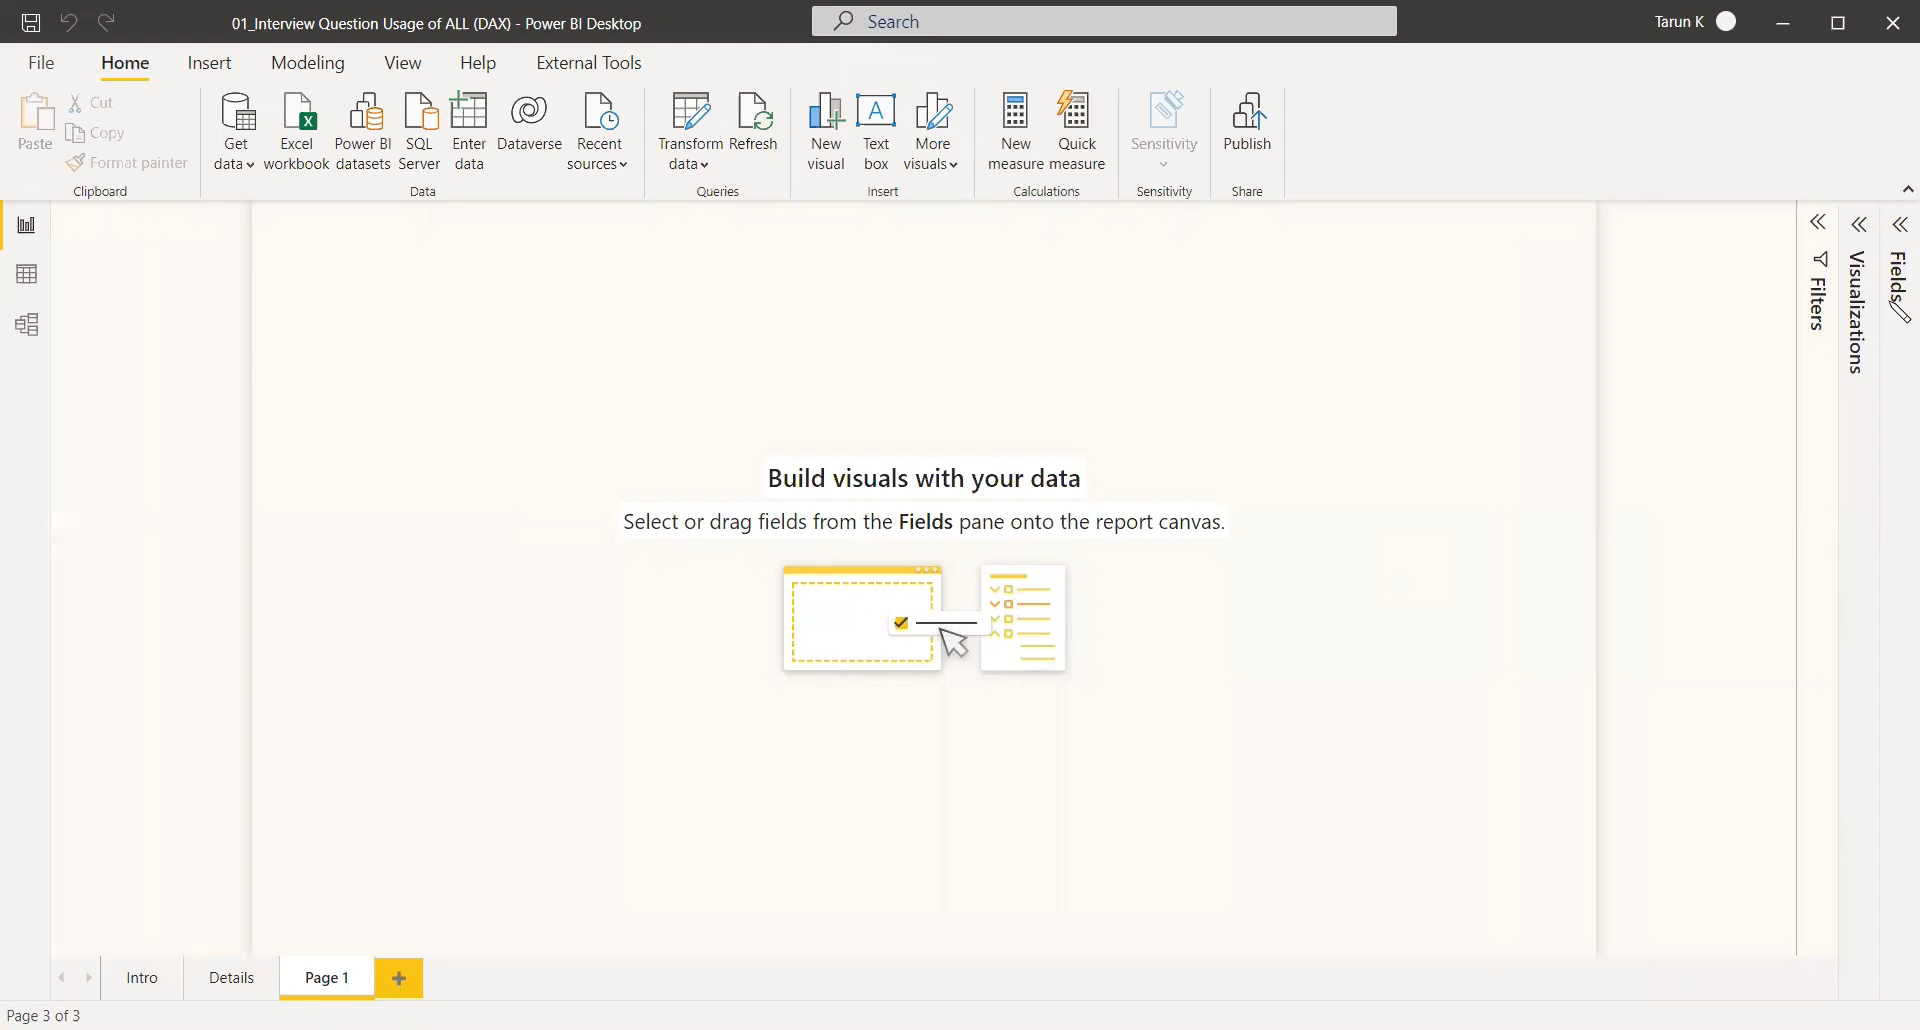 01_Interview Question Usage of ALL (DAX) - Power BI Desktop
Search
Tarun K
File
Home
Insert
Modeling
View
Help
External Tools
Paste
Cut
Copy
Format painter
Clipboard
Get
data
Excel
workbook
Power BI
datasets
SQL
Server
Enter
data
Dataverse
Recent
sources
Data
Transform
data
Refresh
Queries
New
visual
Text
box
More
visuals
Insert
New
measure
Quick
measure
Calculations
Sensitivity
Sensitivity
Publish
Share
Filters
Visualizations
Fields
Build visuals with your data
Select or drag fields from the Fields pane onto the report canvas.
Intro
Details
Page 1
Page 3 of 3